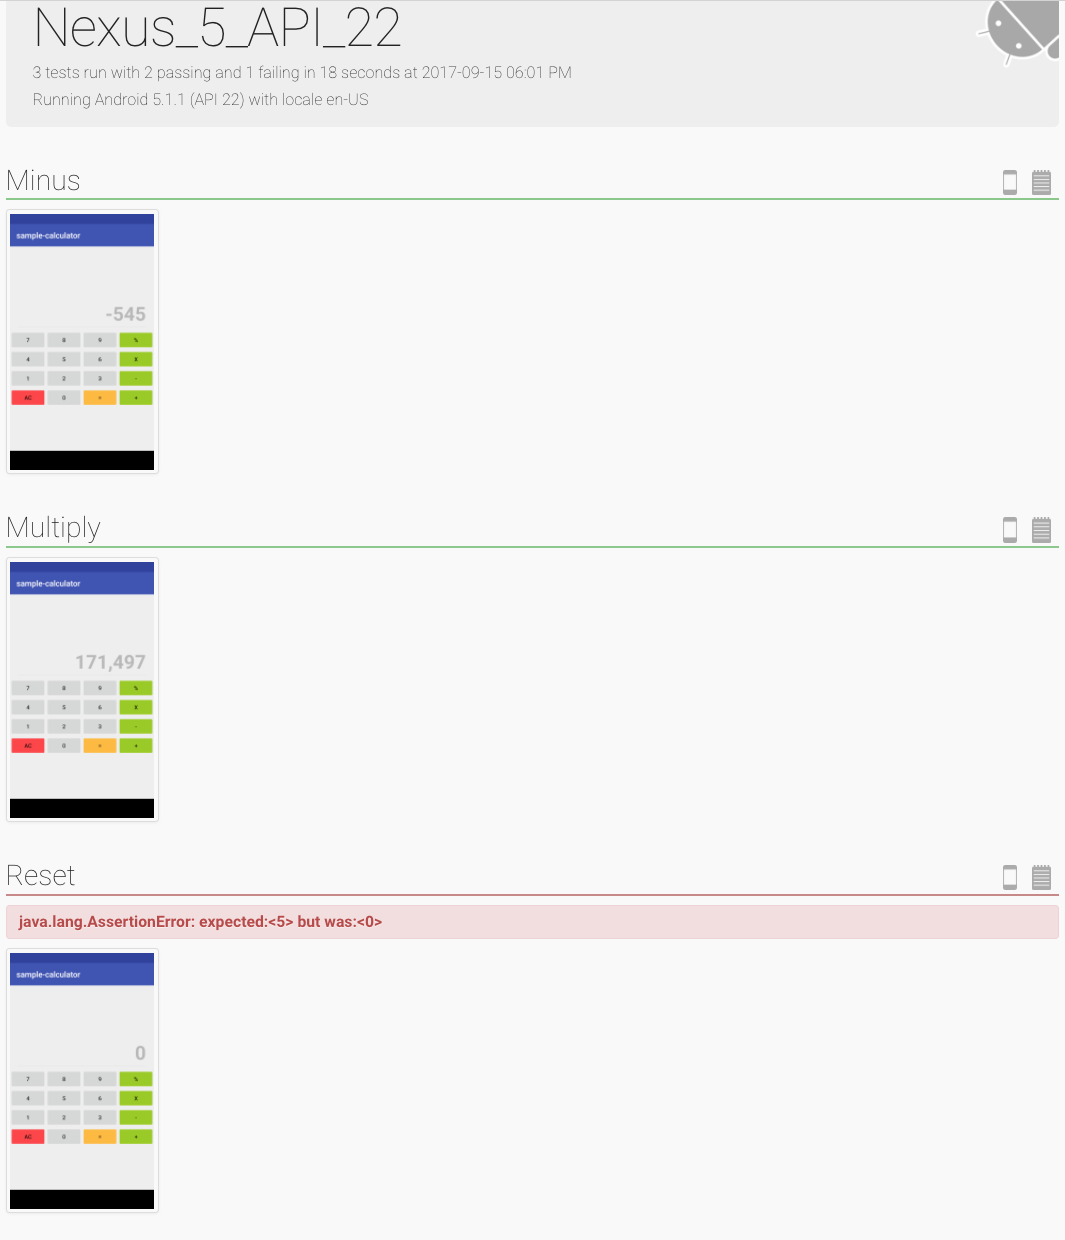 Nexus_5_API_22
3 tests run with 2 passing and 1 failing in 18 seconds at 2017-09-15 06:01 PM
Running Android 5.1.1 (API 22) with locale en-US
Minus
sample-calculator
-545
7 8 9 %
4 5 6 X
1 2 3 -
AC 0 = +
Multiply
sample-calculator
171,497
7 8 9 %
4 5 6 X
1 2 3 -
AC 0 = +
Reset
java.lang.AssertionError: expected:<5> but was:<0>
sample-calculator
0
7 8 9 %
4 5 6 X
1 2 3 -
AC 0 = +